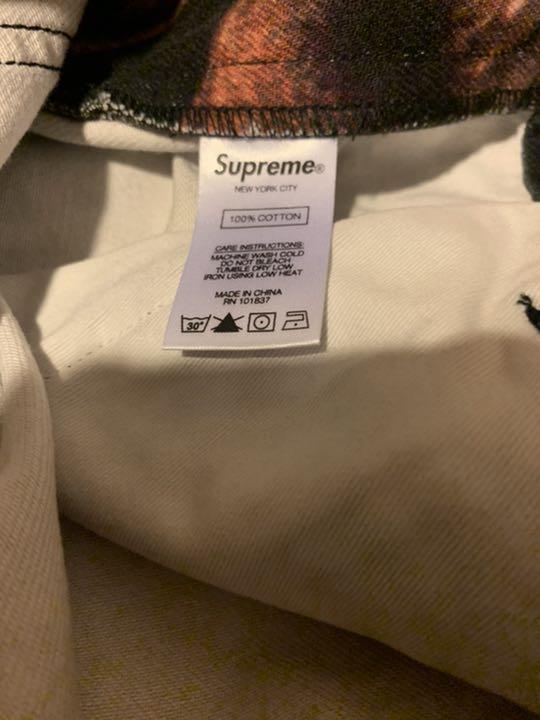 Supreme®
NEW YORK CITY
100% COTTON
CARE INSTRUCTIONS:
MACHINE WASH COLD
DO NOT BLEACH
TUMBLE DRY LOW
IRON USING LOW HEAT
MADE IN CHINA
RN 101837
30°